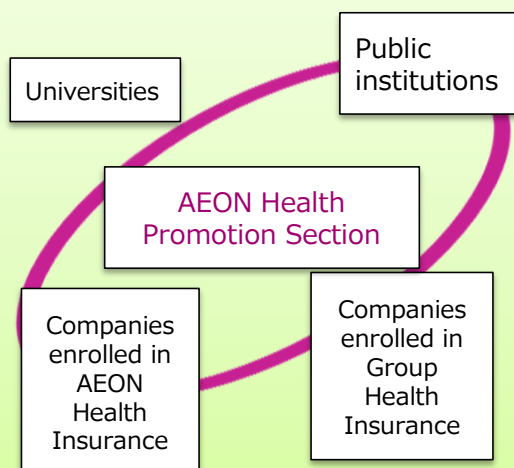 Public
institutions
Universities
AEON Health
Promotion Section
Companies
enrolled in
AEON
Health
Insurance
Companies
enrolled in
Group
Health
Insurance